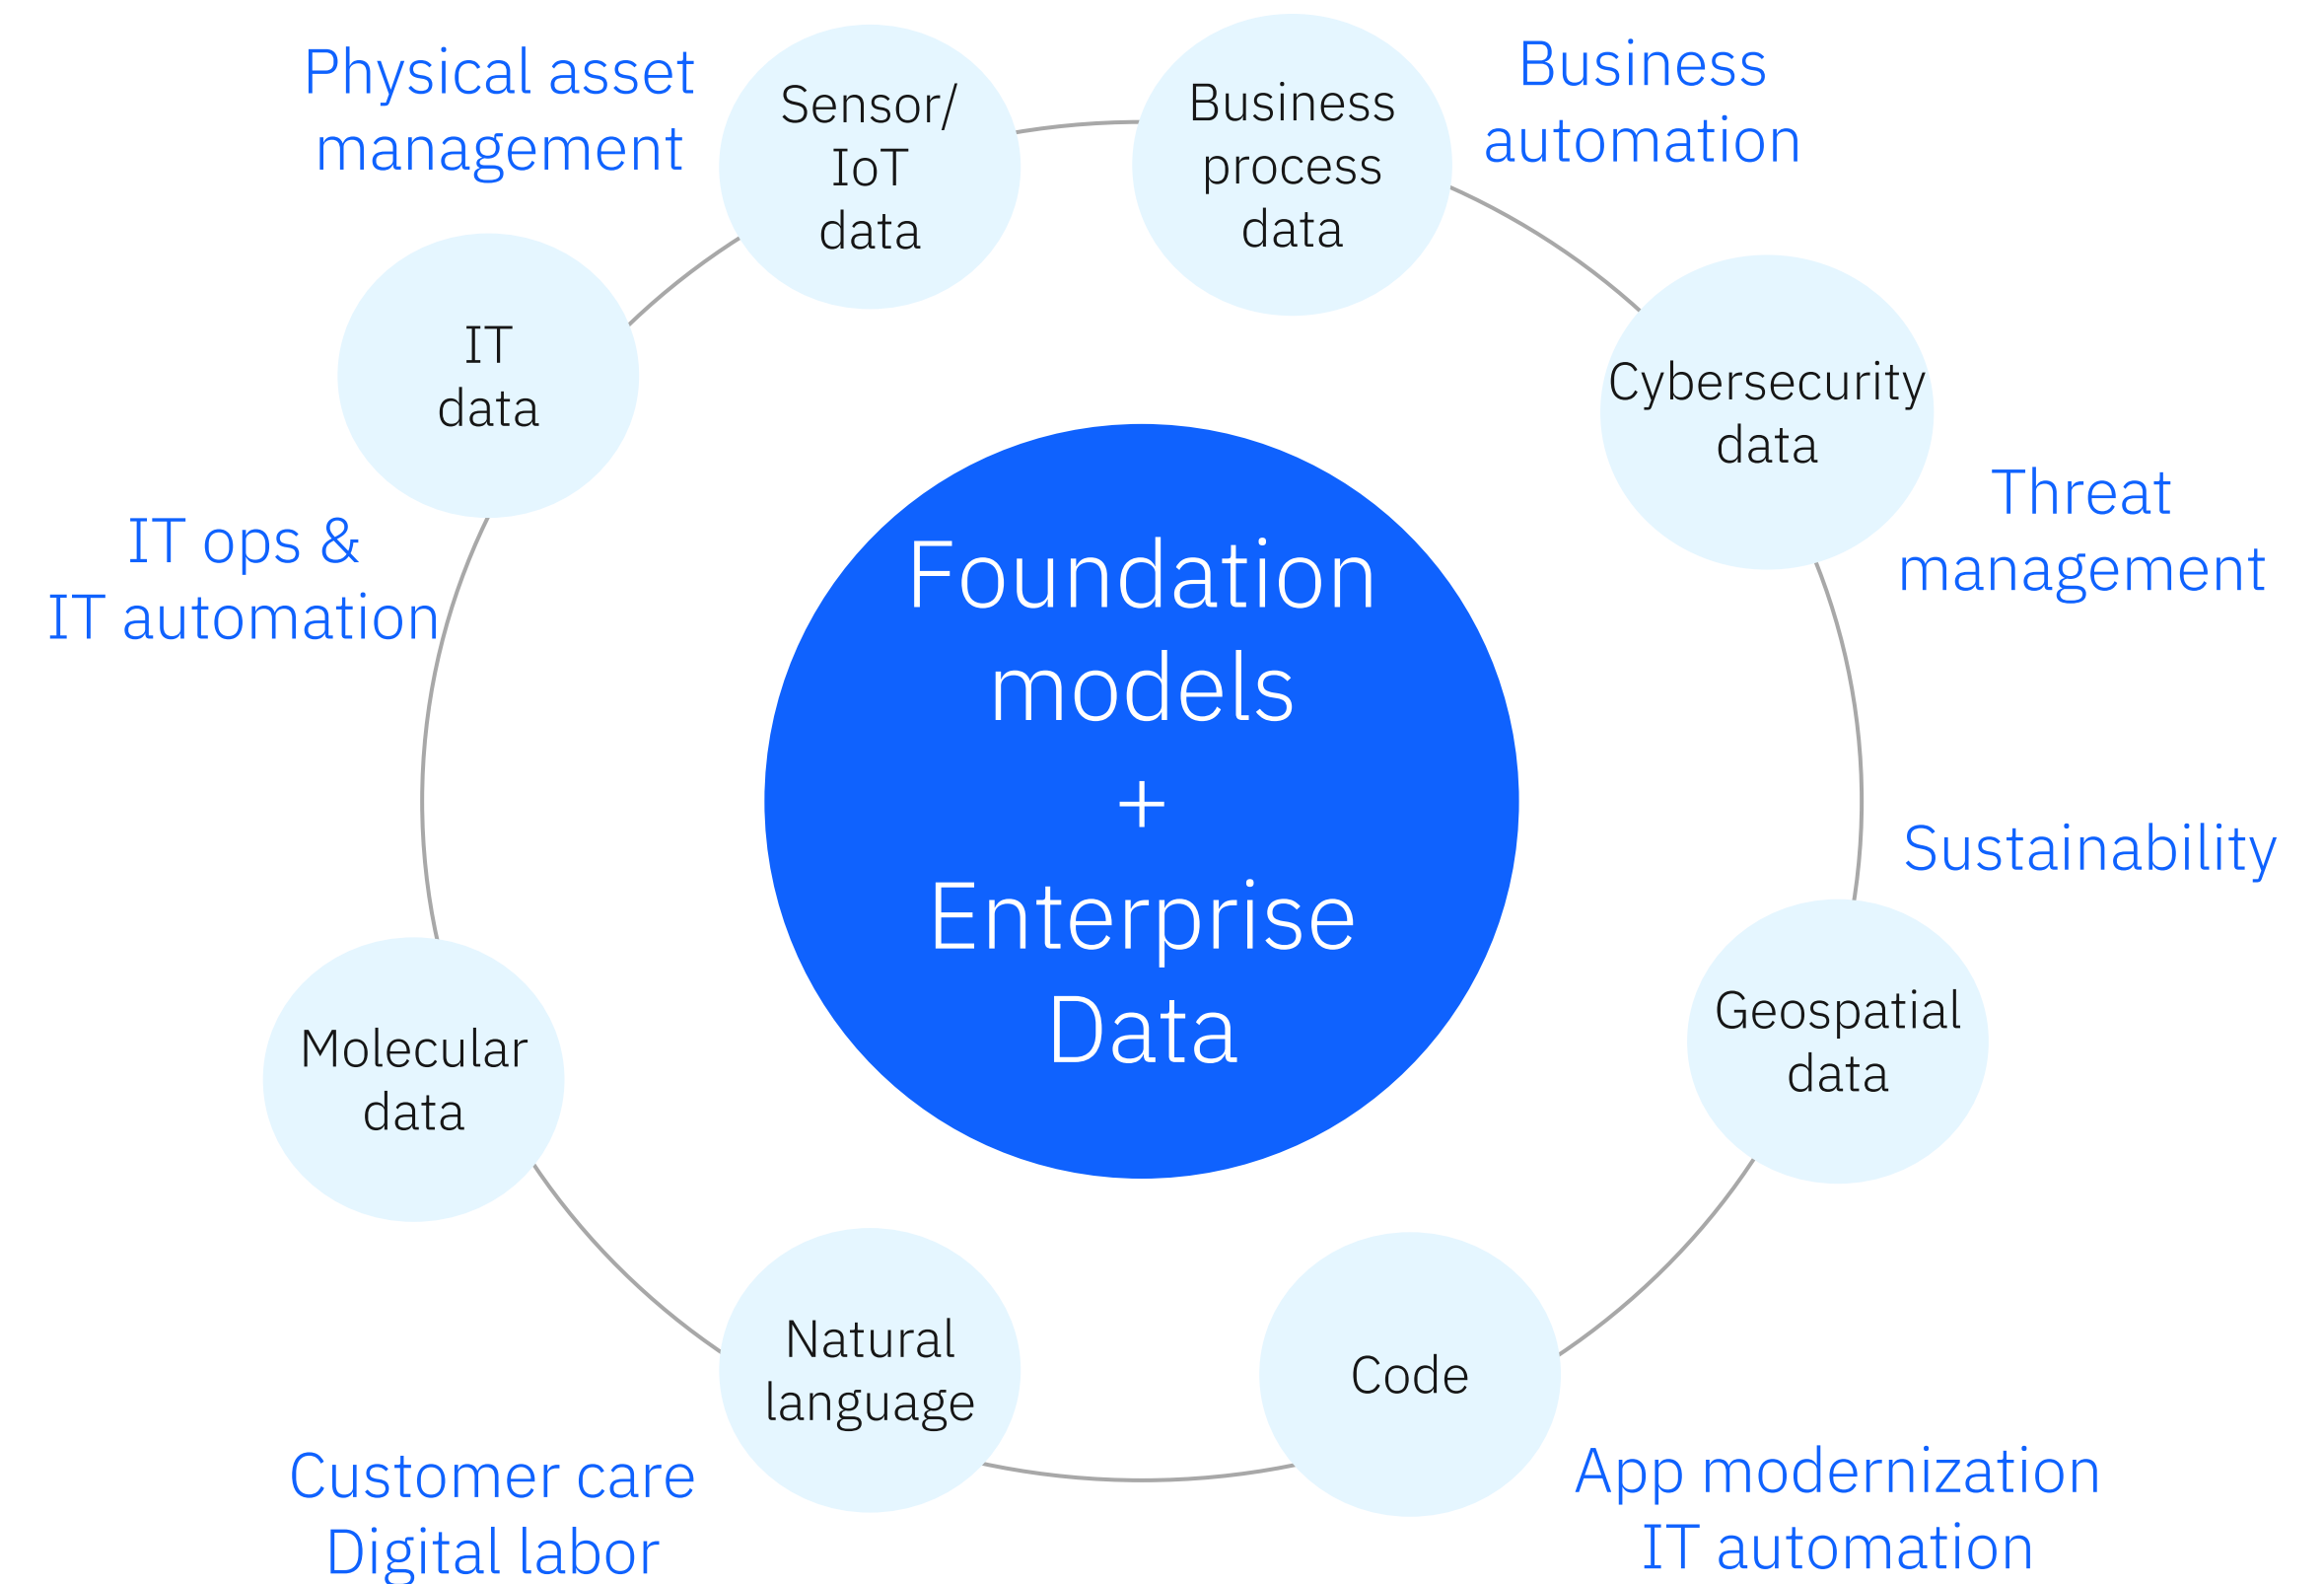 Physical asset
management
Sensor/
IoT
data
Business
process
data
Business
automation
IT
data
Cybersecurity
data
Threat
management
IT ops &
IT automation
Foundation
models
+
Enterprise
Data
Sustainability
Geospatial
data
Molecular
data
Natural
language
Code
Customer care
Digital labor
App modernization
IT automation